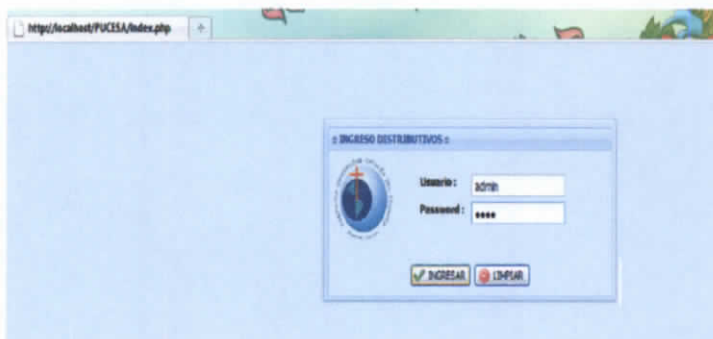 http://localhost/PUCESA/index.php
:: INGRESO DISTRIBUTIVOS ::
Usuario : admin
Password : ••••
INGRESAR LIMPIAR